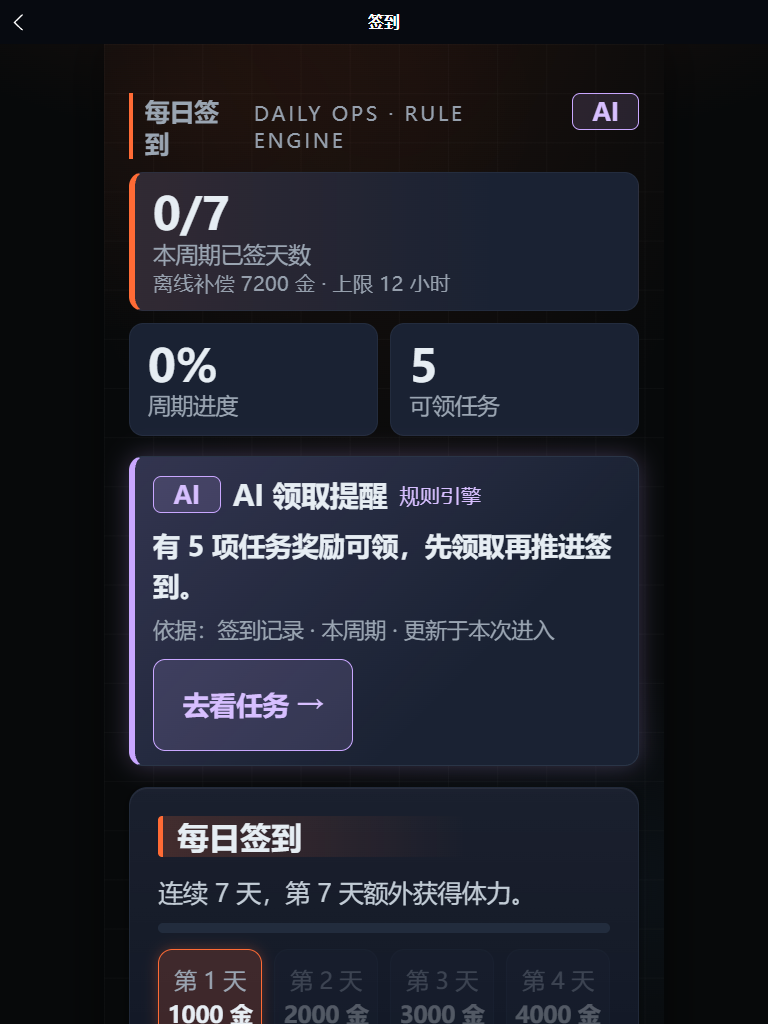 签到
每日签
到
DAILY OPS · RULE
ENGINE
AI
0/7
本周期已签天数
离线补偿 7200 金 · 上限 12 小时
0%
周期进度
5
可领任务
AI AI 领取提醒 规则引擎
有 5 项任务奖励可领，先领取再推进签
到。
依据：签到记录 · 本周期 · 更新于本次进入
去看任务 →
每日签到
连续 7 天，第 7 天额外获得体力。
第 1 天 第 2 天 第 3 天 第 4 天
1000 金 2000 金 3000 金 4000 金